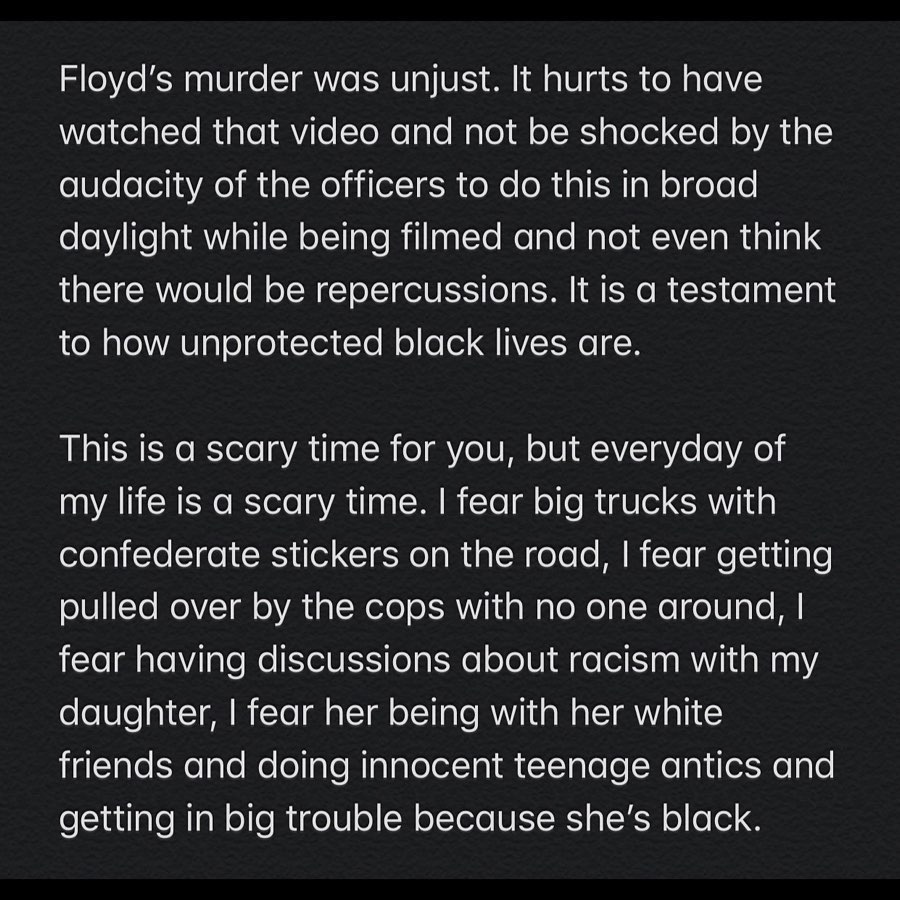 Floyd’s murder was unjust. It hurts to have
watched that video and not be shocked by the
audacity of the officers to do this in broad
daylight while being filmed and not even think
there would be repercussions. It is a testament
to how unprotected black lives are.
This is a scary time for you, but everyday of
my life is a scary time. I fear big trucks with
confederate stickers on the road, I fear getting
pulled over by the cops with no one around, I
fear having discussions about racism with my
daughter, I fear her being with her white
friends and doing innocent teenage antics and
getting in big trouble because she’s black.